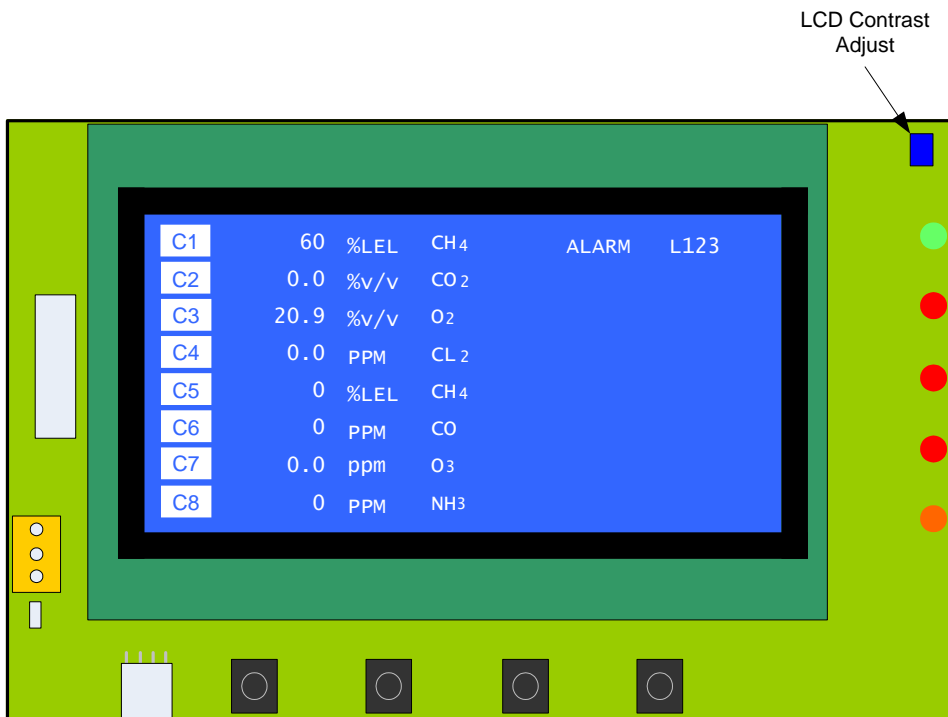 LCD Contrast
Adjust
C1 60 %LEL CH4 ALARM L123
C2 0.0 %v/v CO2
C3 20.9 %v/v O2
C4 0.0 PPM CL2
C5 0 %LEL CH4
C6 0 PPM CO
C7 0.0 ppm O3
C8 0 PPM NH3